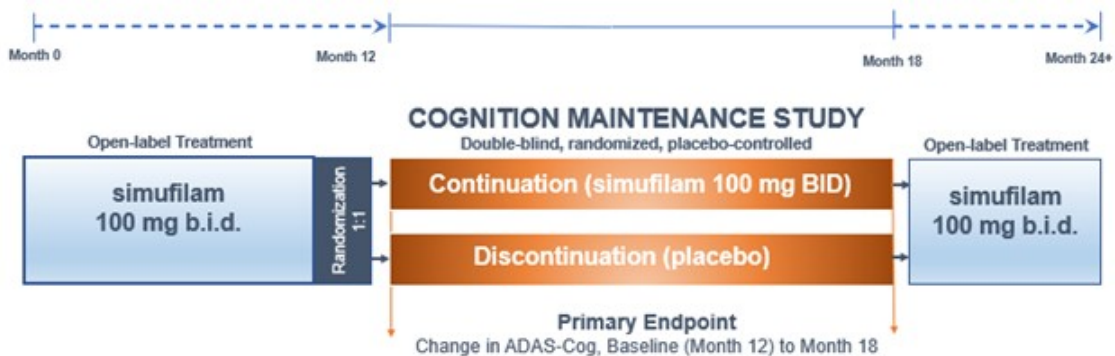 Month 0
Month 12
Month 18
Month 24+
COGNITION MAINTENANCE STUDY
Double-blind, randomized, placebo-controlled
Open-label Treatment
simufilam
100 mg b.i.d.
Randomization
1:1
Continuation (simufilam 100 mg BID)
Discontinuation (placebo)
Open-label Treatment
simufilam
100 mg b.i.d.
Primary Endpoint
Change in ADAS-Cog, Baseline (Month 12) to Month 18